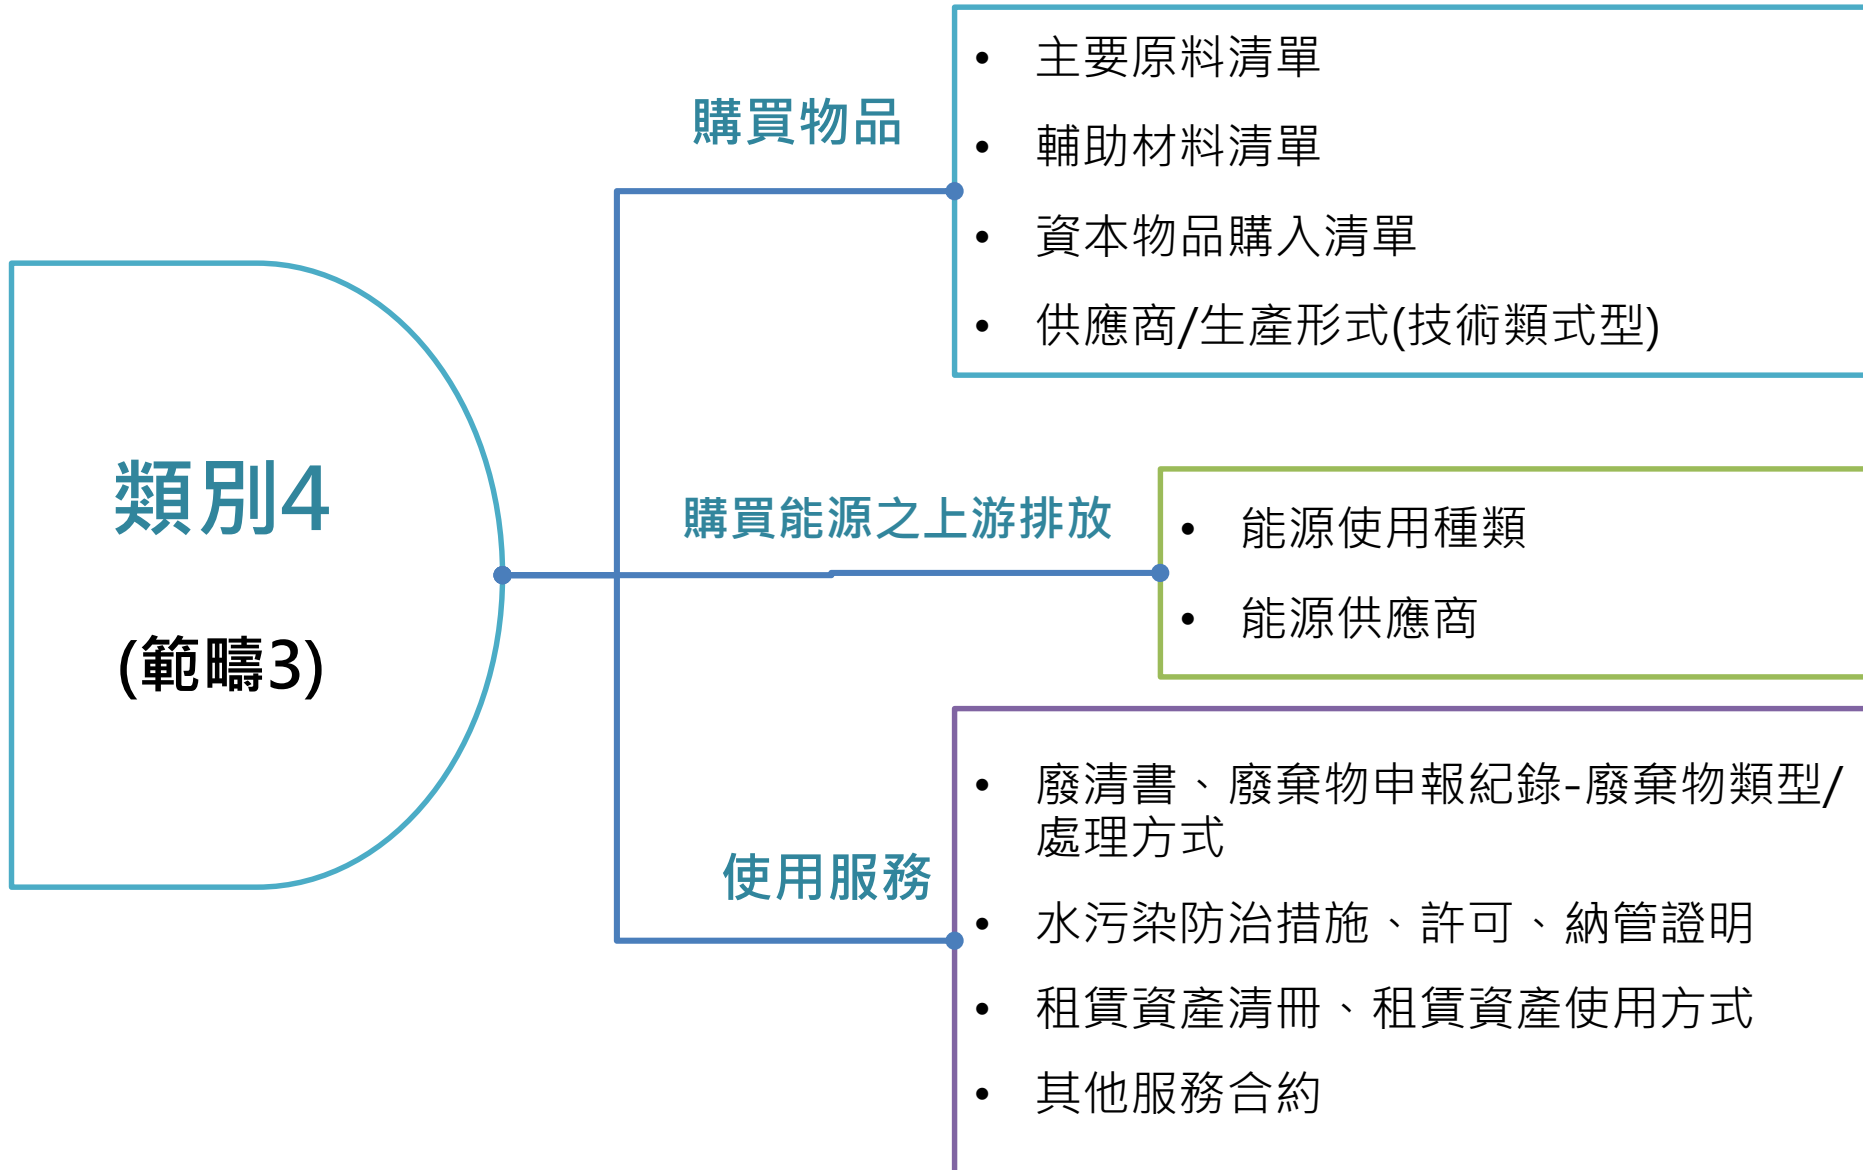 類別4
(範疇3)
購買物品
• 主要原料清單
• 輔助材料清單
• 資本物品購入清單
• 供應商/生產形式(技術類式型)
購買能源之上游排放
• 能源使用種類
• 能源供應商
使用服務
• 廢清書、廢棄物申報紀錄-廢棄物類型/
處理方式
• 水污染防治措施、許可、納管證明
• 租賃資產清冊、租賃資產使用方式
• 其他服務合約